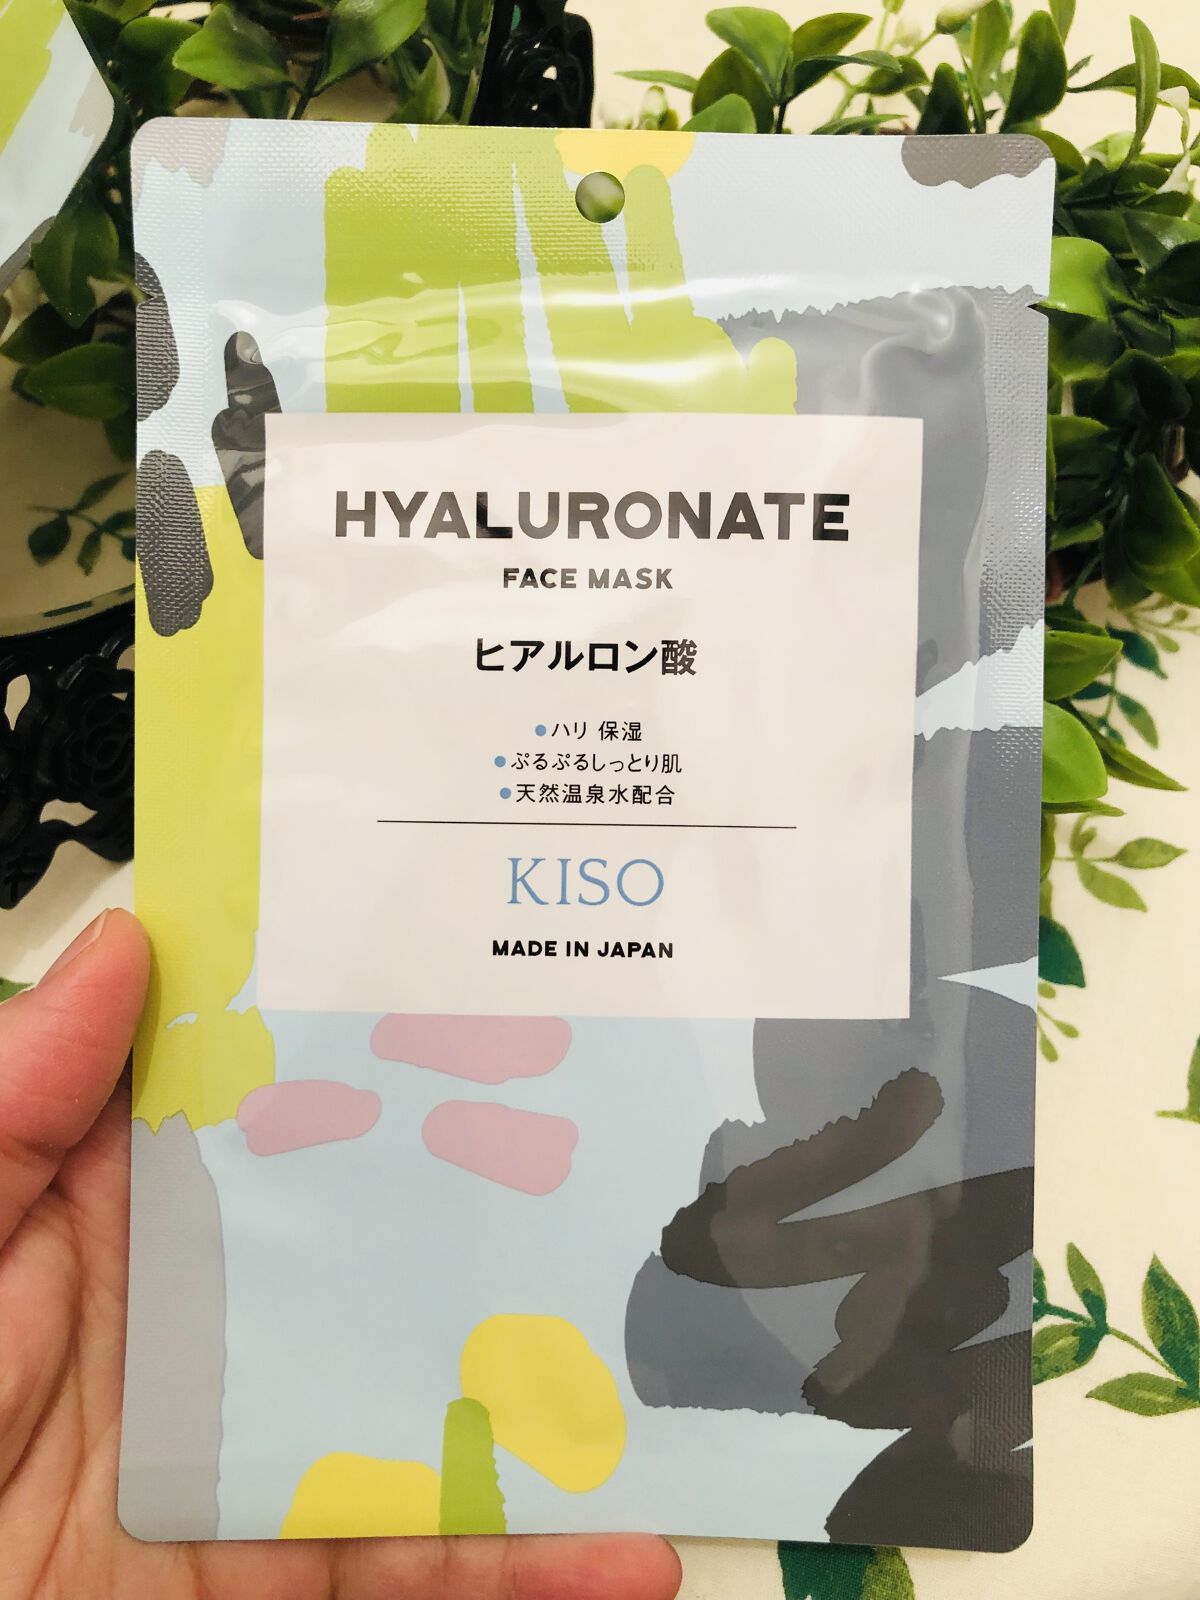 HYALURONATE
FACE MASK
ヒアルロン酸
●ハリ 保湿
●ぷるぷるしっとり肌
●天然温泉水配合
KISO
MADE IN JAPAN